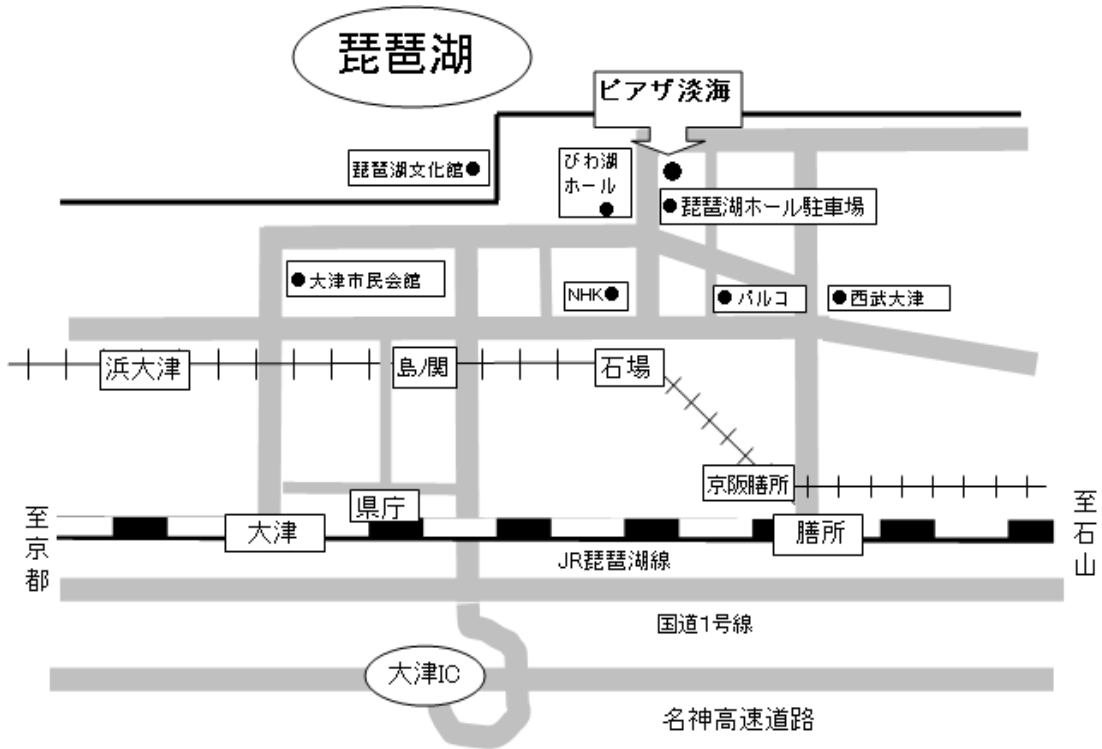 琵琶湖
ピアザ淡海
琵琶湖文化館
びわ湖
ホール
琵琶湖ホール駐車場
大津市民会館
NHK
パルコ
西武大津
浜大津
島ノ関
石場
京阪膳所
県庁
至京都
大津
膳所
至石山
JR琵琶湖線
国道1号線
大津IC
名神高速道路